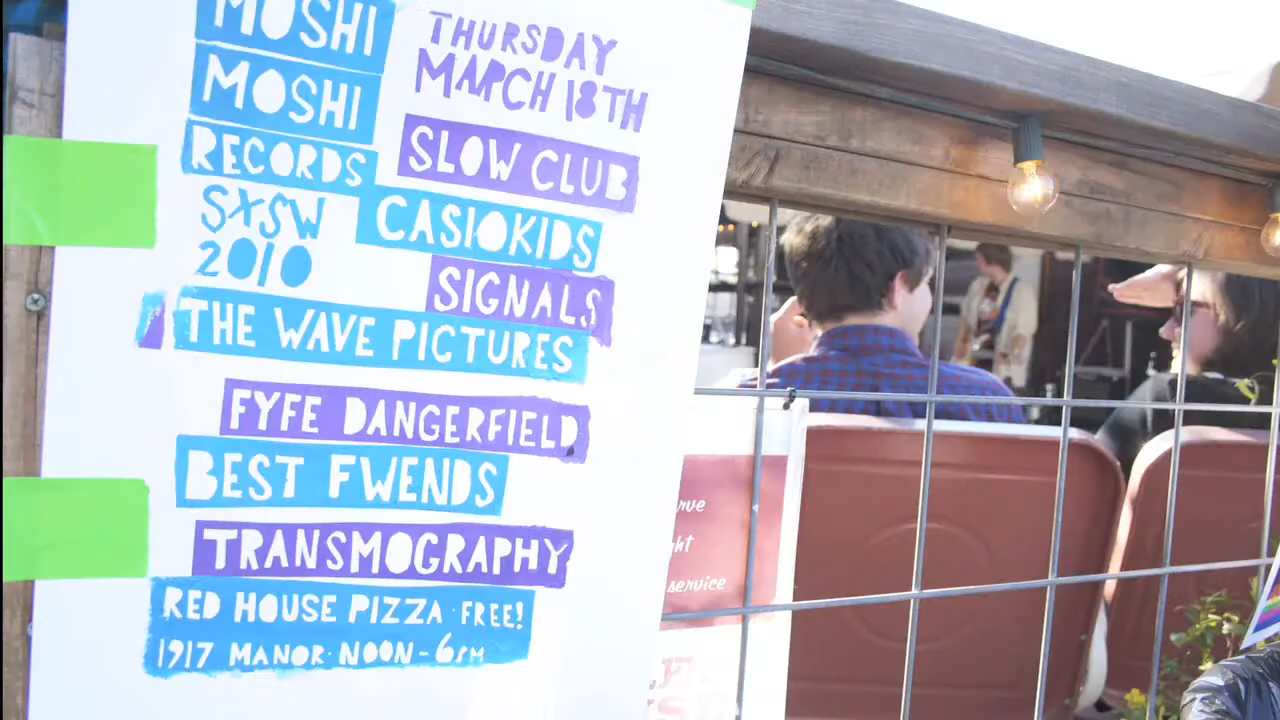 MOSHI
MOSHI
RECORDS
SXSW
2010
THURSDAY
MARCH 18TH
SLOW CLUB
CASIOKIDS
SIGNALS
THE WAVE PICTURES
FYFE DANGERFIELD
BEST FWENDS
TRANSMOGRAPHY
RED HOUSE PIZZA · FREE!
1917 MANOR · NOON - 6PM
service